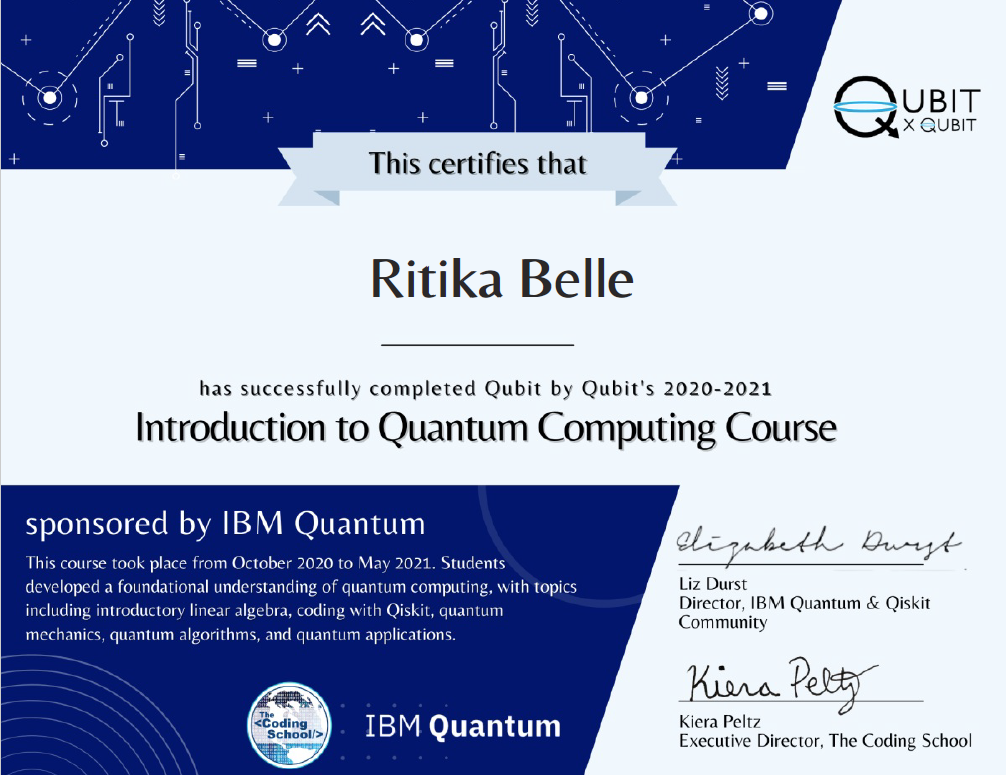 QUBIT
X QUBIT
This certifies that
Ritika Belle
has successfully completed Qubit by Qubit's 2020-2021
Introduction to Quantum Computing Course
sponsored by IBM Quantum
This course took place from October 2020 to May 2021. Students
developed a foundational understanding of quantum computing, with topics
including introductory linear algebra, coding with Qiskit, quantum
mechanics, quantum algorithms, and quantum applications.
The
<Coding
School/>
IBM Quantum
Elizabeth Durst
Liz Durst
Director, IBM Quantum & Qiskit
Community
Kiera Peltz
Kiera Peltz
Executive Director, The Coding School